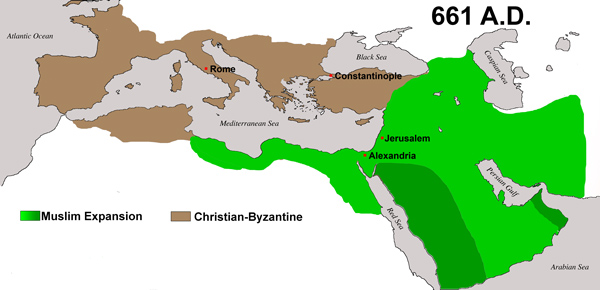 661 A.D.
Atlantic Ocean
Black Sea
Caspian Sea
Rome
Constantinople
Mediterranean Sea
Jerusalem
Alexandria
Persian Gulf
Red Sea
Muslim Expansion
Christian-Byzantine
Arabian Sea